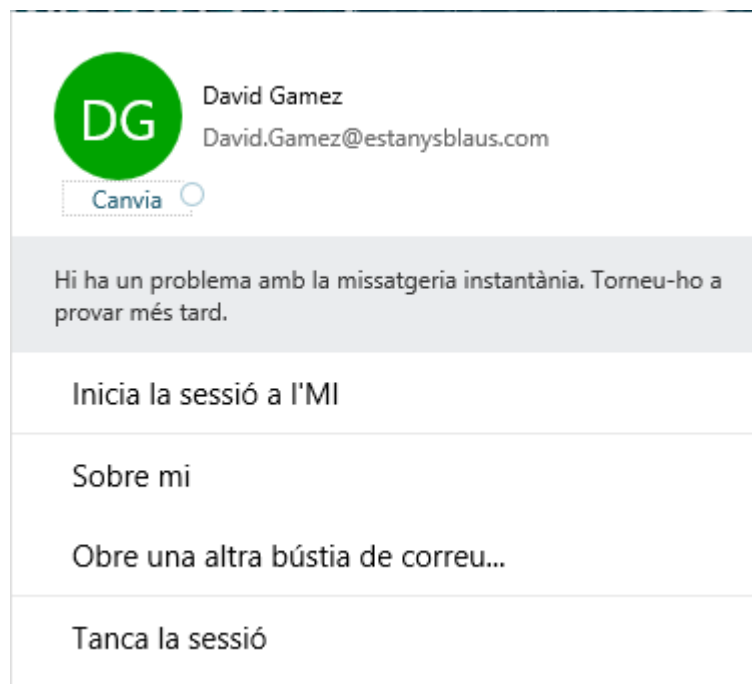 DG
David Gamez
David.Gamez@estanysblaus.com
Canvia
Hi ha un problema amb la missatgeria instantània. Torneu-ho a
provar més tard.
Inicia la sessió a l'MI
Sobre mi
Obre una altra bústia de correu...
Tanca la sessió